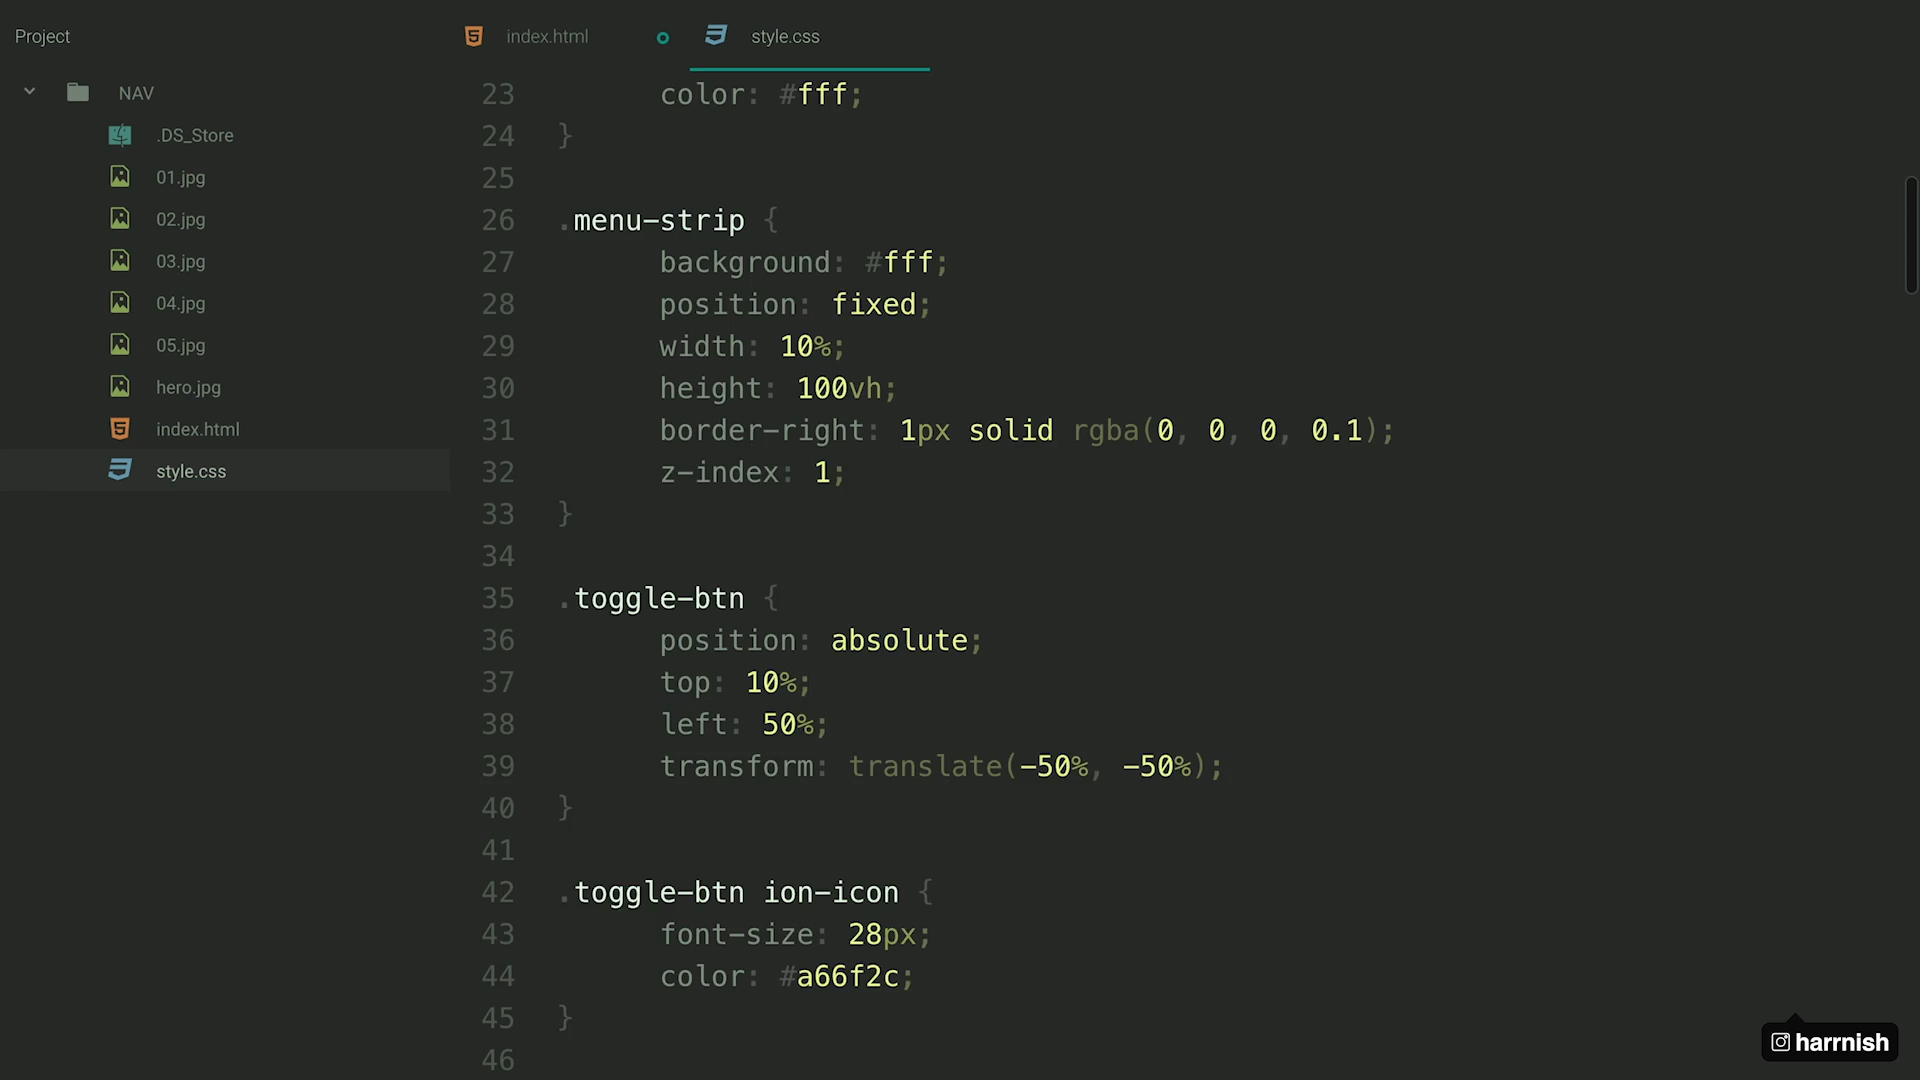 Project
index.html
style.css
NAV
.DS_Store
01.jpg
02.jpg
03.jpg
04.jpg
05.jpg
hero.jpg
index.html
style.css
23 color: #fff;
24 }
25
26 .menu-strip {
27 background: #fff;
28 position: fixed;
29 width: 10%;
30 height: 100vh;
31 border-right: 1px solid rgba(0, 0, 0, 0.1);
32 z-index: 1;
33 }
34
35 .toggle-btn {
36 position: absolute;
37 top: 10%;
38 left: 50%;
39 transform: translate(-50%, -50%);
40 }
41
42 .toggle-btn ion-icon {
43 font-size: 28px;
44 color: #a66f2c;
45 }
46
harrnish